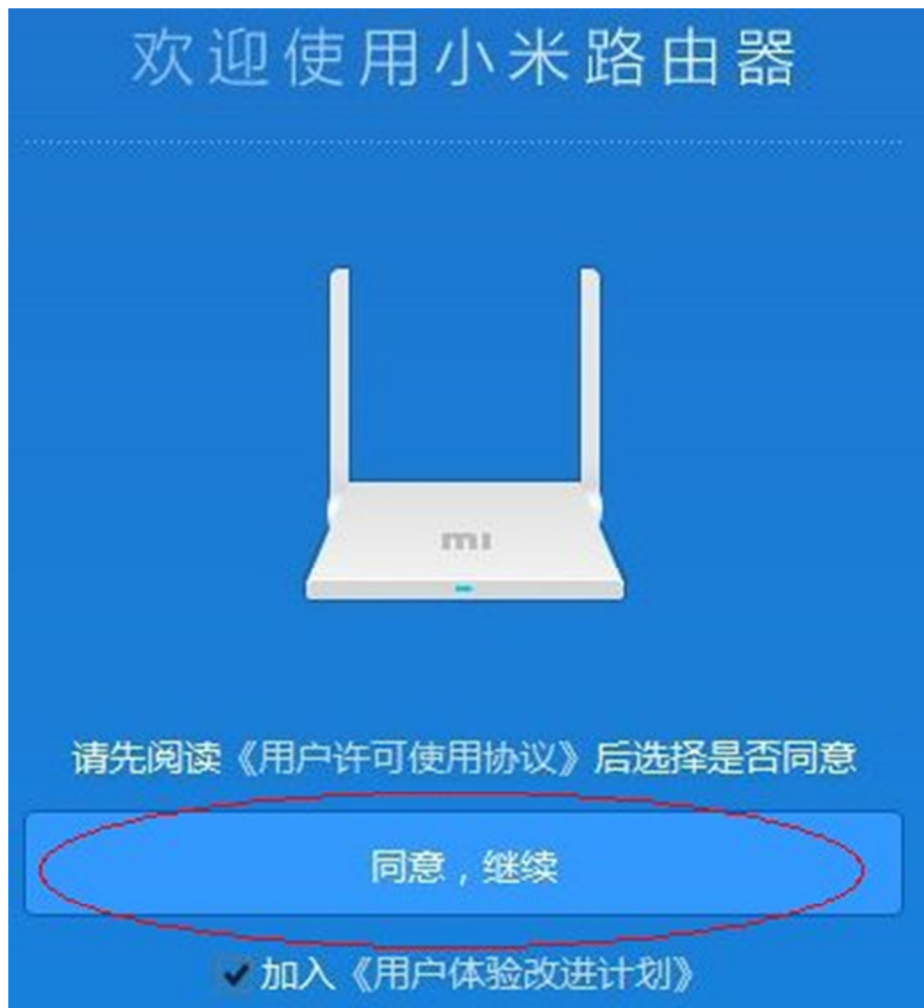 欢迎使用小米路由器
mi
请先阅读《用户许可使用协议》后选择是否同意
同意，继续
加入《用户体验改进计划》